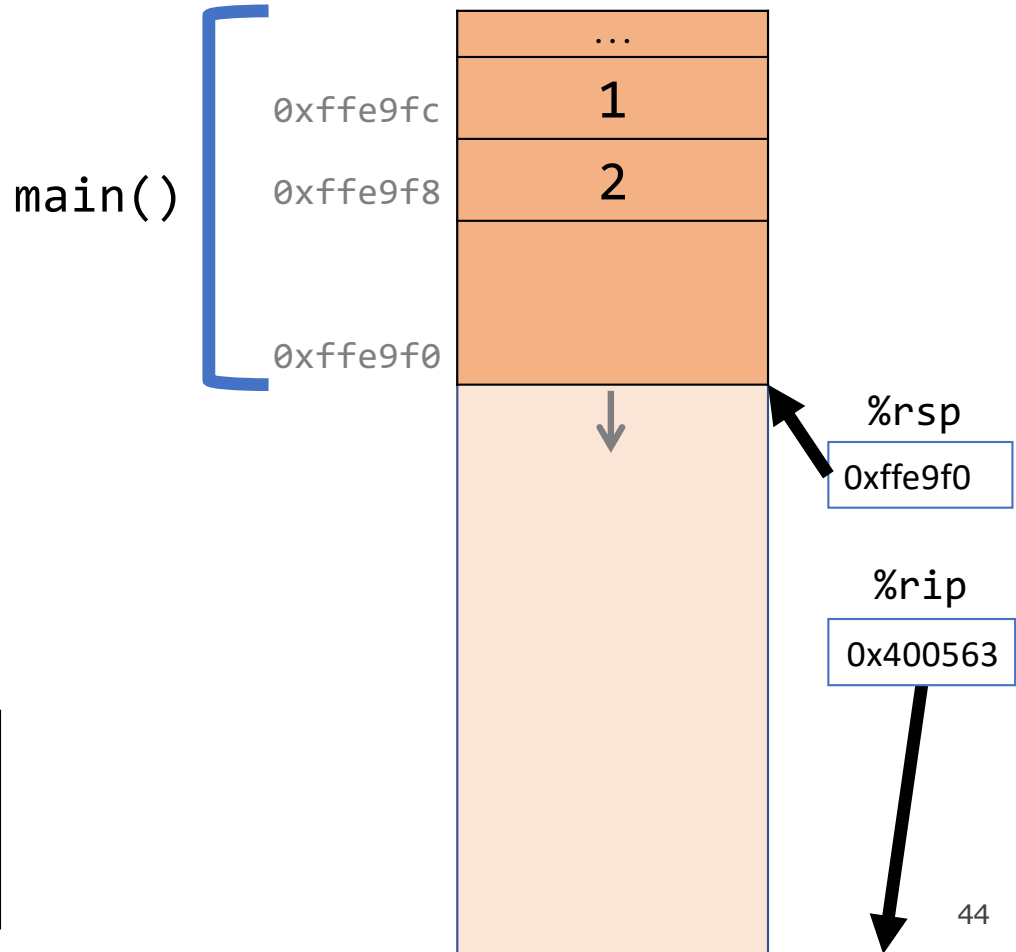 ...
0xffe9fc
1
main()
0xffe9f8
2
0xffe9f0
%rsp
0xffe9f0
%rip
0x400563
44